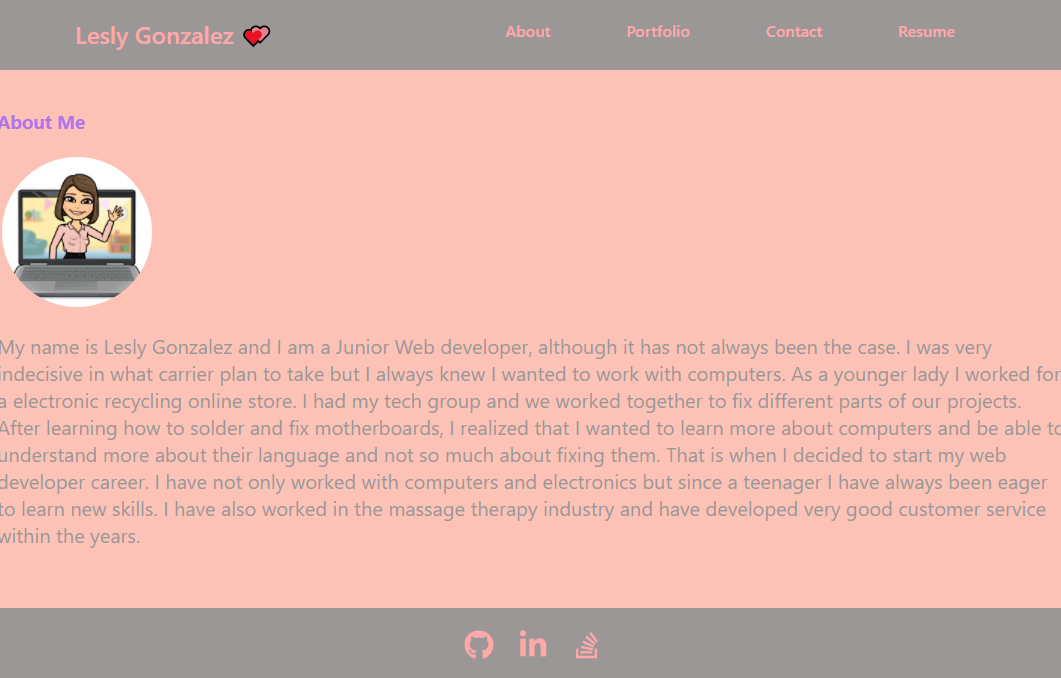 Lesly Gonzalez 💕
About
Portfolio
Contact
Resume
About Me
My name is Lesly Gonzalez and I am a Junior Web developer, although it has not always been the case. I was very
indecisive in what carrier plan to take but I always knew I wanted to work with computers. As a younger lady I worked for
a electronic recycling online store. I had my tech group and we worked together to fix different parts of our projects.
After learning how to solder and fix motherboards, I realized that I wanted to learn more about computers and be able to
understand more about their language and not so much about fixing them. That is when I decided to start my web
developer career. I have not only worked with computers and electronics but since a teenager I have always been eager
to learn new skills. I have also worked in the massage therapy industry and have developed very good customer service
within the years.
in